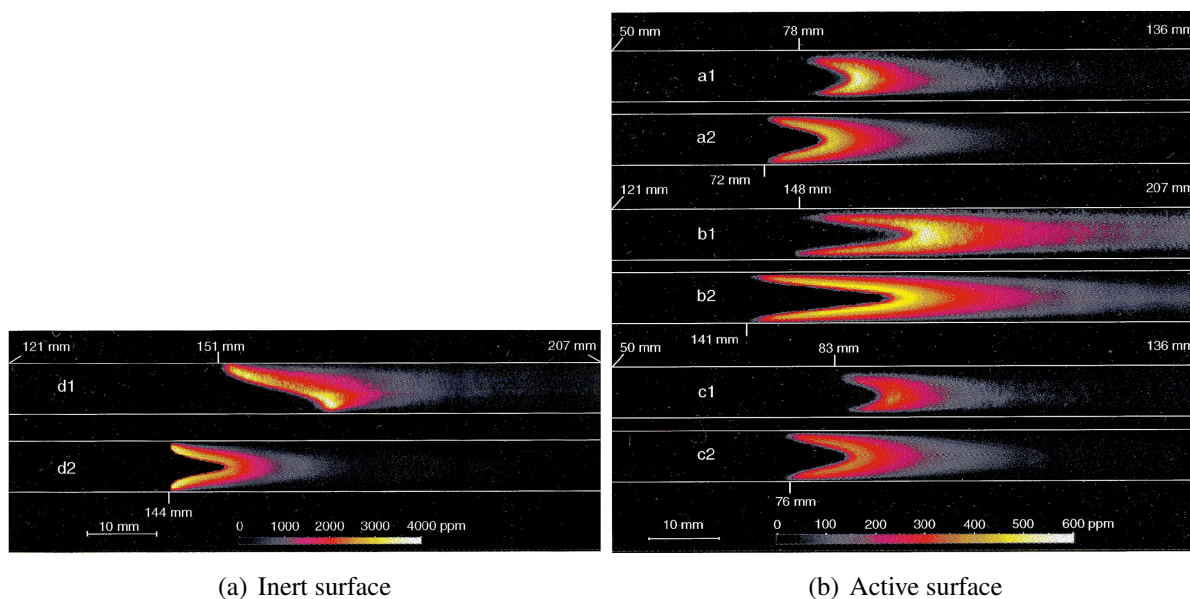 50 mm 78 mm 136 mm
a1
a2
72 mm
121 mm 148 mm 207 mm
b1
b2
141 mm
50 mm 83 mm 136 mm
c1
c2
76 mm
10 mm 0 100 200 300 400 500 600 ppm
121 mm 151 mm 207 mm
d1
d2
144 mm
10 mm 0 1000 2000 3000 4000 ppm
(a) Inert surface (b) Active surface